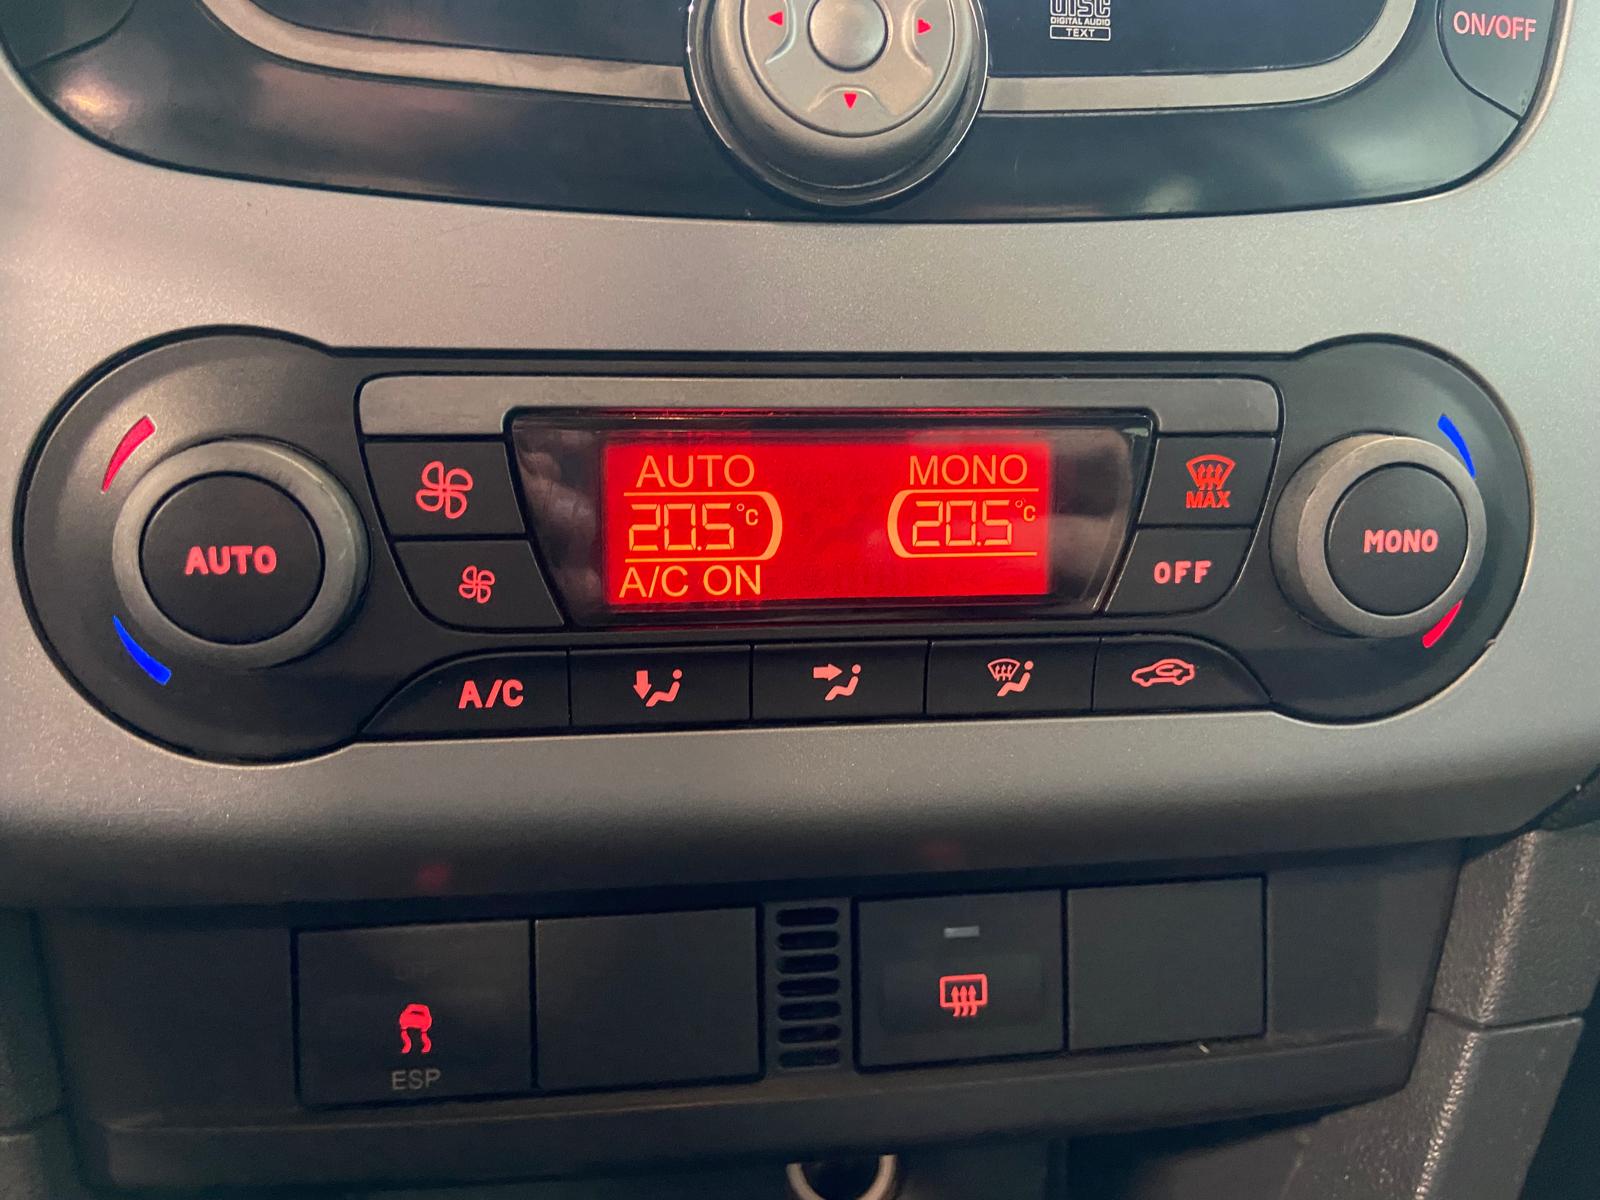 DISC
DIGITAL AUDIO
TEXT
ON/OFF
AUTO
MONO
20.5°C
20.5°C
A/C ON
MAX
AUTO
OFF
MONO
A/C
ESP